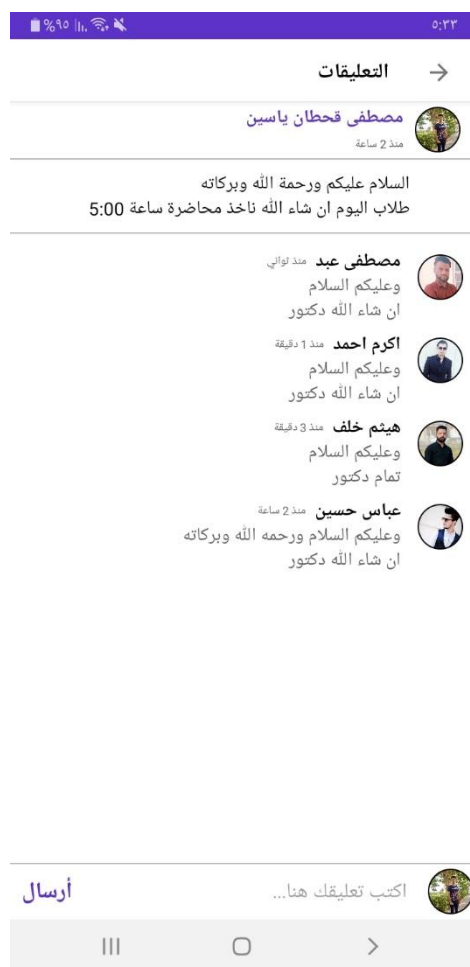 ٥:٣٣ %٩٥
التعليقات
مصطفى قحطان ياسين
منذ 2 ساعة
السلام عليكم ورحمة الله وبركاته
طلاب اليوم ان شاء الله ناخذ محاضرة ساعة 5:00
مصطفى عبد منذ ثواني
وعليكم السلام
ان شاء الله دكتور
اكرم احمد منذ 1 دقيقة
وعليكم السلام
ان شاء الله دكتور
هيثم خلف منذ 3 دقيقة
وعليكم السلام
تمام دكتور
عباس حسين منذ 2 ساعة
وعليكم السلام ورحمه الله وبركاته
ان شاء الله دكتور
اكتب تعليقك هنا...
أرسال